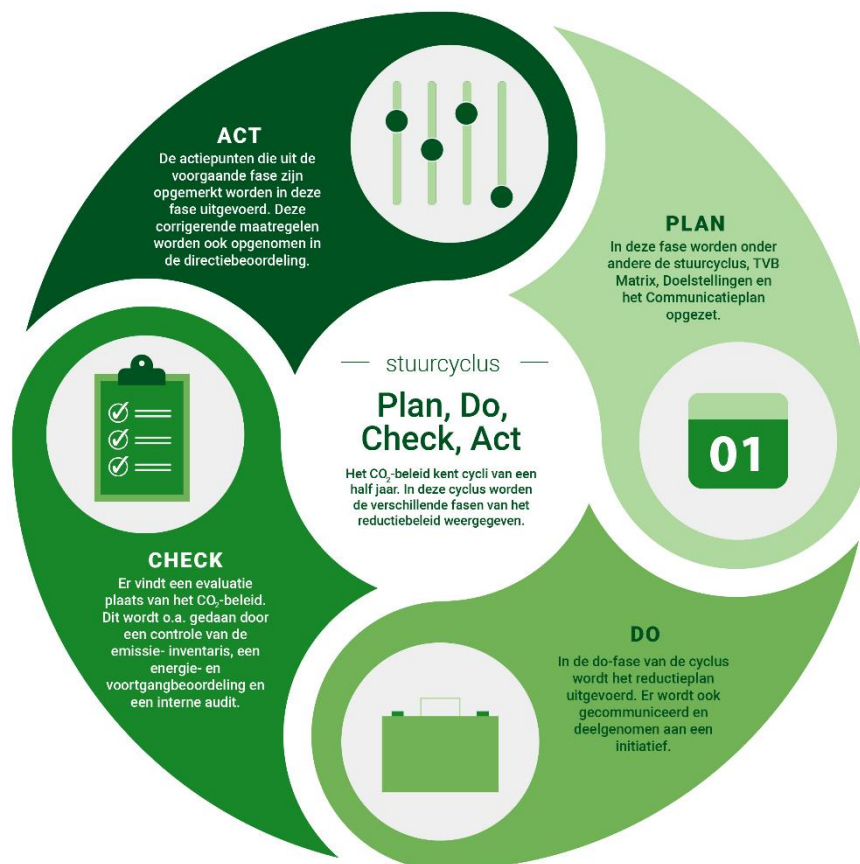 ACT
De actiepunten die uit de
voorgaande fase zijn
opgemerkt worden in deze
fase uitgevoerd. Deze
corrigerende maatregelen
worden ook opgenomen in
de directiebeoordeling.
PLAN
In deze fase worden onder
andere de stuurcyclus, TVB
Matrix, Doelstellingen en
het Communicatieplan
opgezet.
01
stuurcyclus
Plan, Do,
Check, Act
Het CO₂-beleid kent cycli van een
half jaar. In deze cyclus worden
de verschillende fasen van het
reductiebeleid weergegeven.
CHECK
Er vindt een evaluatie
plaats van het CO₂-beleid.
Dit wordt o.a. gedaan door
een controle van de
emissie- inventaris, een
energie- en
voortgangbeoordeling en
een interne audit.
DO
In de do-fase van de cyclus
wordt het reductieplan
uitgevoerd. Er wordt ook
gecommuniceerd en
deelgenomen aan een
initiatief.